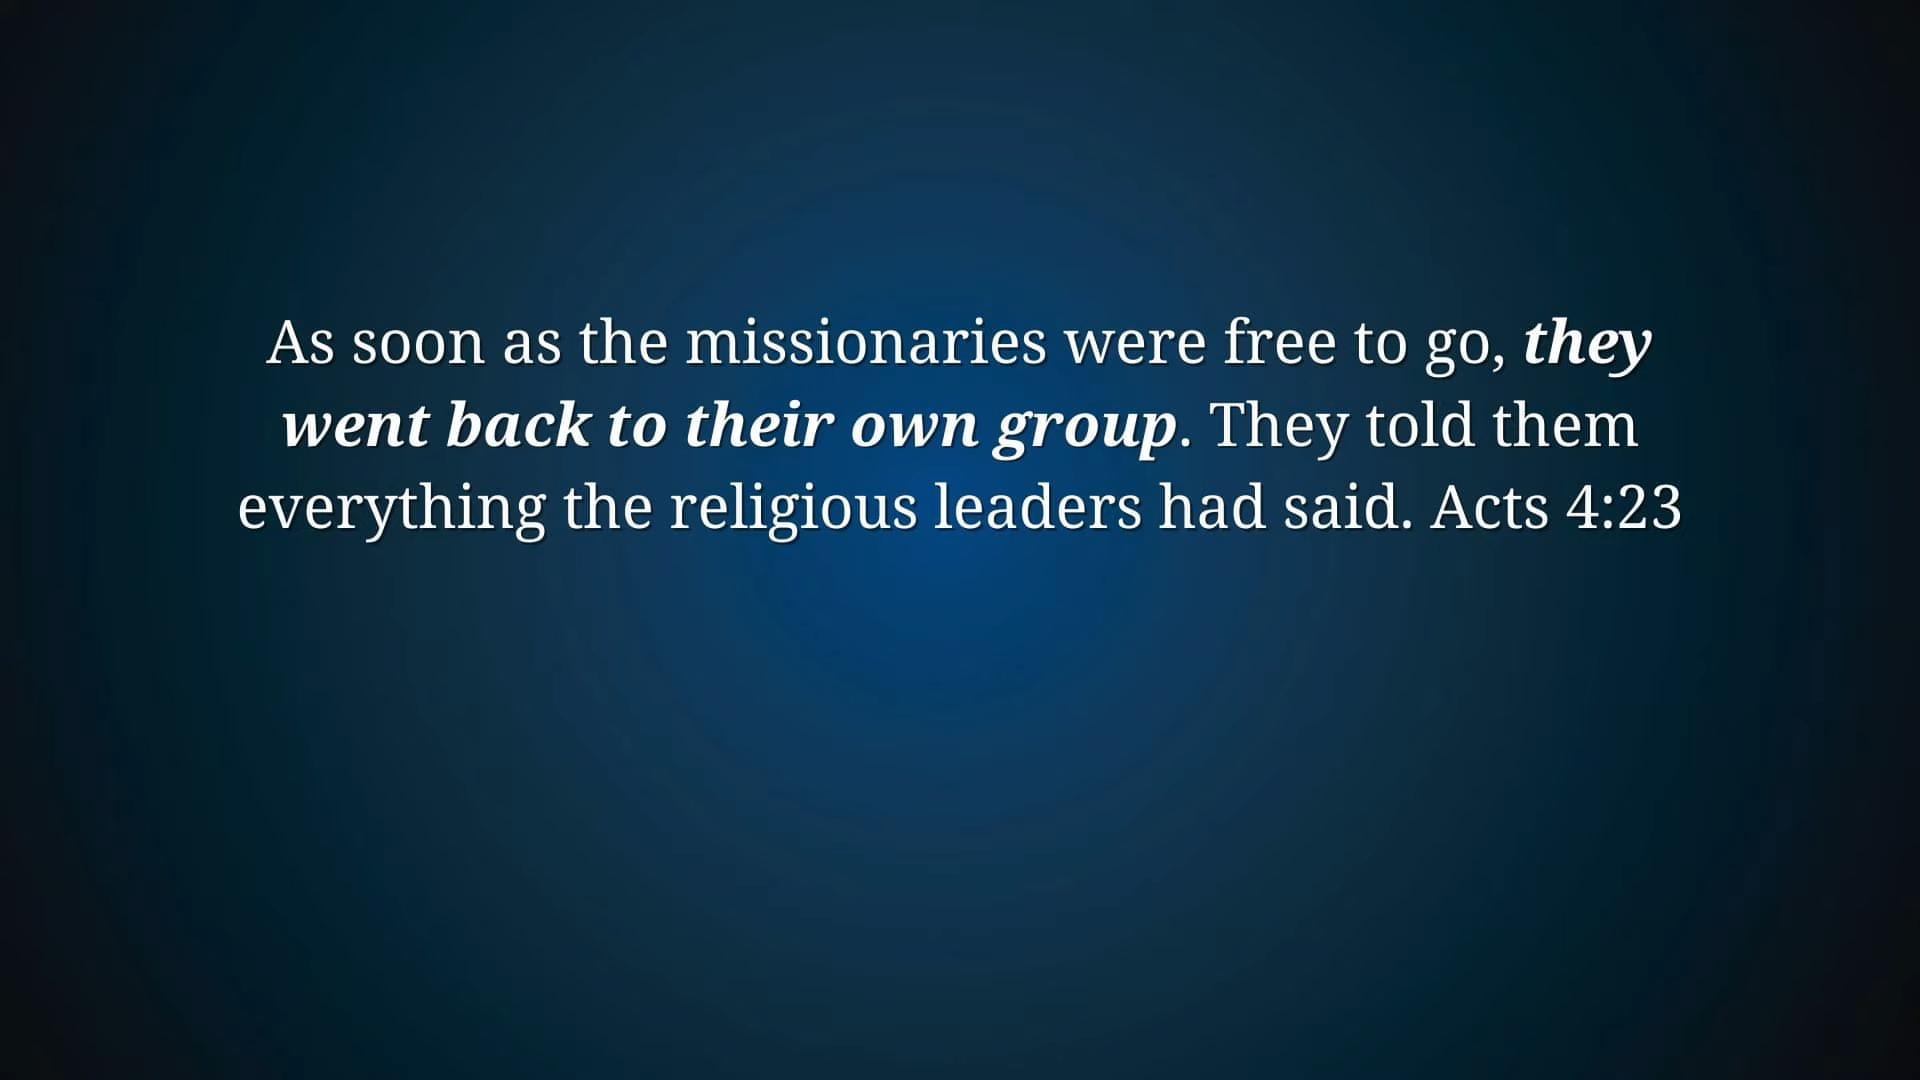 As soon as the missionaries were free to go, they
went back to their own group. They told them
everything the religious leaders had said. Acts 4:23